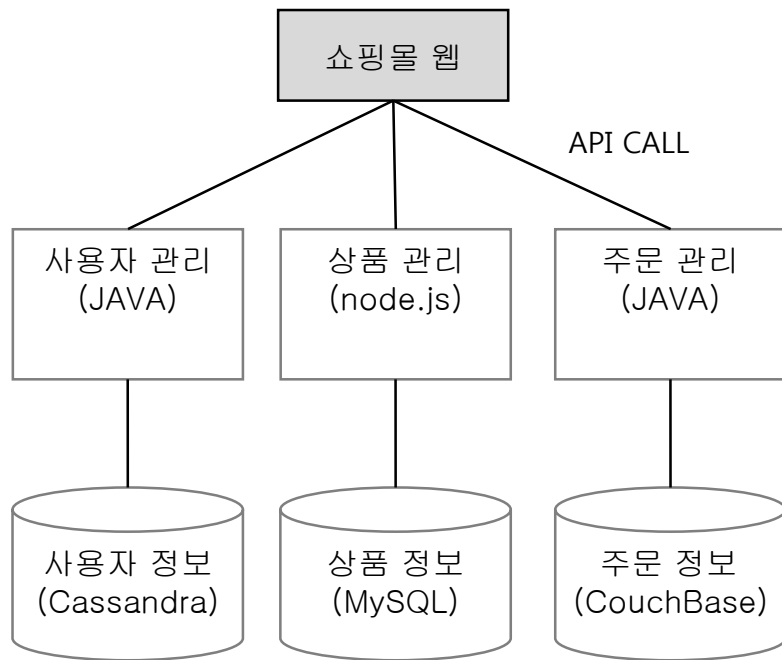 쇼핑몰 웹
API CALL
사용자 관리
(JAVA)
상품 관리
(node.js)
주문 관리
(JAVA)
사용자 정보
(Cassandra)
상품 정보
(MySQL)
주문 정보
(CouchBase)